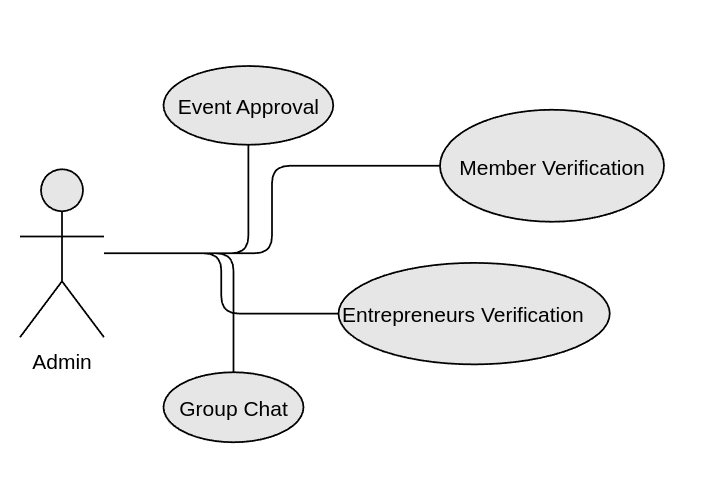 Event Approval
Member Verification
Entrepreneurs Verification
Admin
Group Chat